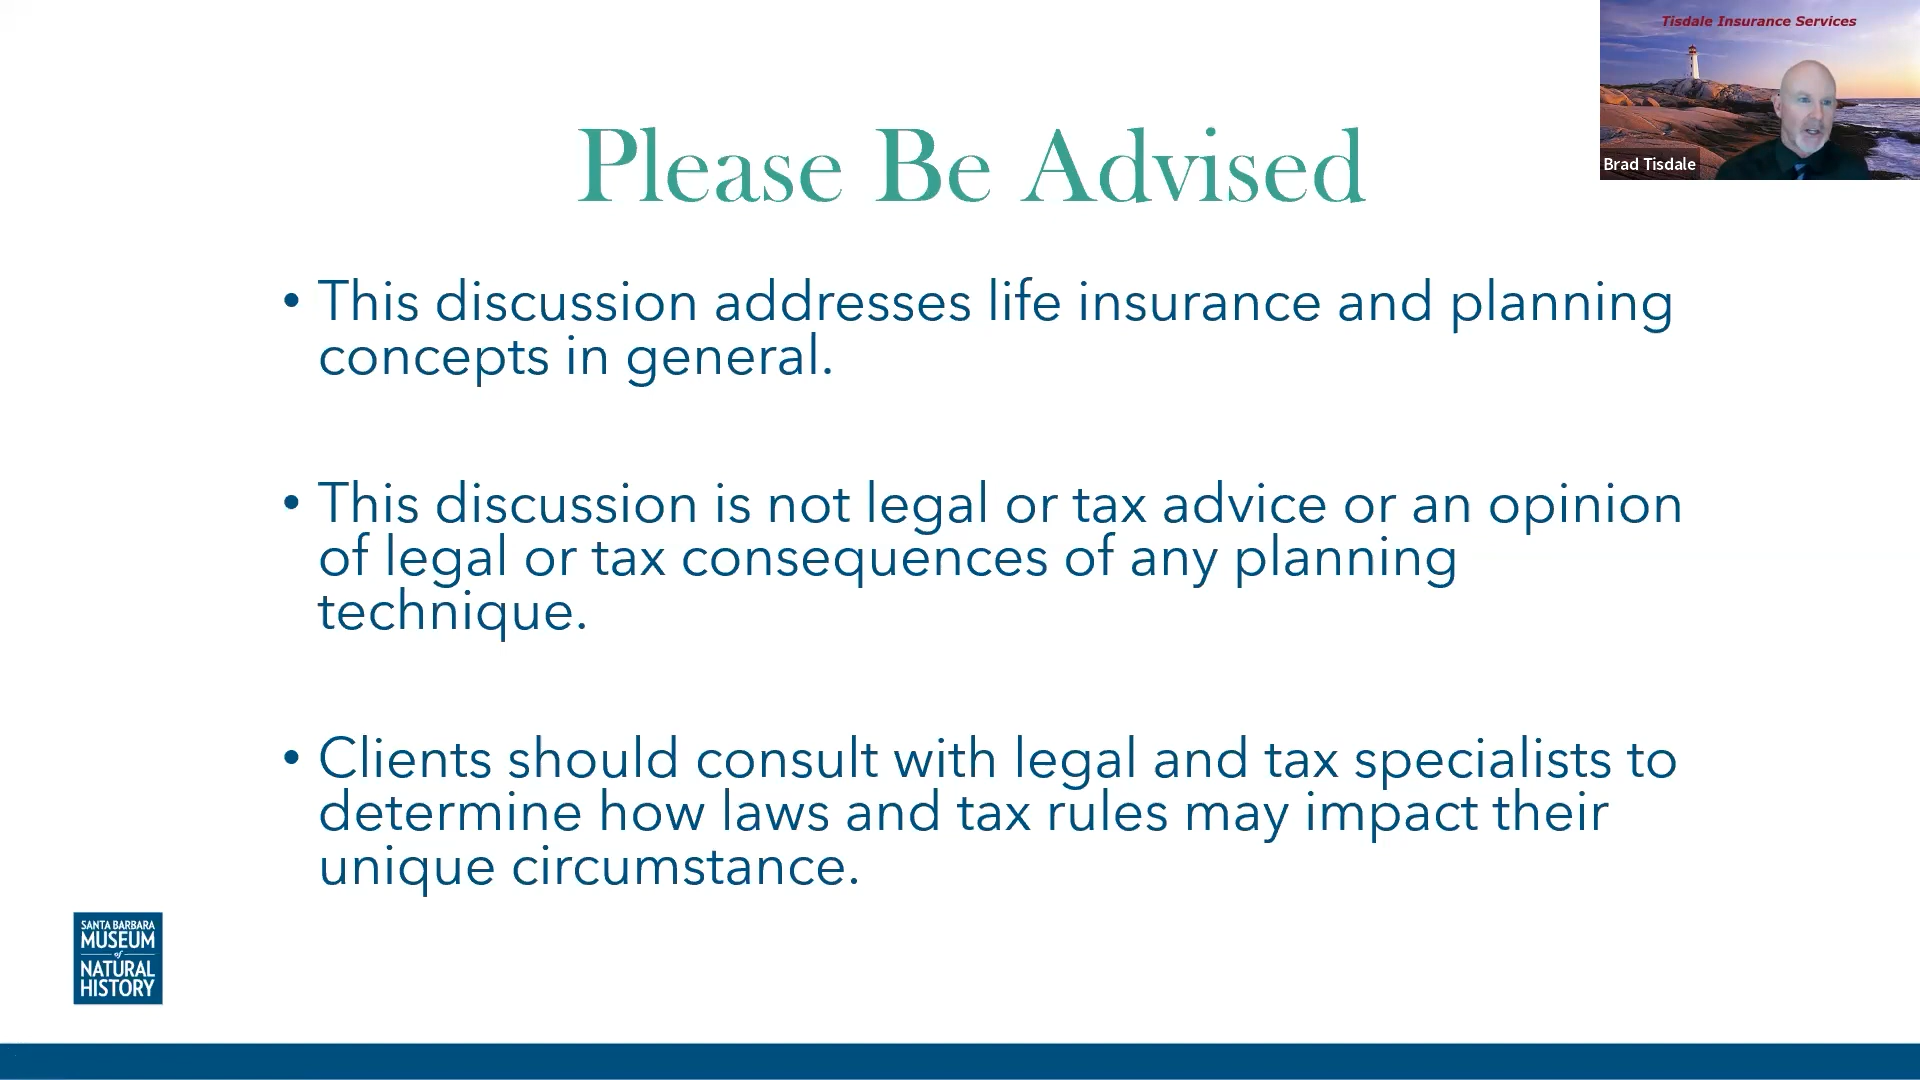 Tisdale Insurance Services
Brad Tisdale
Please Be Advised
• This discussion addresses life insurance and planning
concepts in general.
• This discussion is not legal or tax advice or an opinion
of legal or tax consequences of any planning
technique.
• Clients should consult with legal and tax specialists to
determine how laws and tax rules may impact their
unique circumstance.
SANTA BARBARA
MUSEUM
of
NATURAL
HISTORY